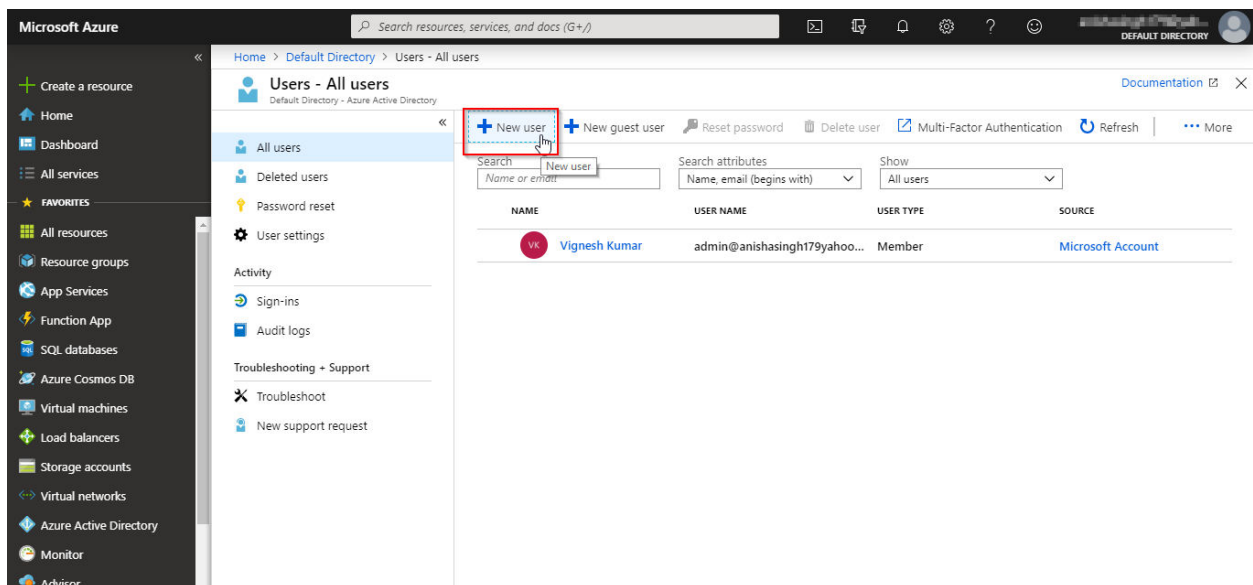 Microsoft Azure
Search resources, services, and docs (G+/)
DEFAULT DIRECTORY
«
Create a resource
Home
Dashboard
All services
FAVORITES
All resources
Resource groups
App Services
Function App
SQL databases
Azure Cosmos DB
Virtual machines
Load balancers
Storage accounts
Virtual networks
Azure Active Directory
Monitor
Advisor
Home > Default Directory > Users - All users
Users - All users
Default Directory - Azure Active Directory
Documentation
«
All users
Deleted users
Password reset
User settings
Activity
Sign-ins
Audit logs
Troubleshooting + Support
Troubleshoot
New support request
New user New guest user Reset password Delete user Multi-Factor Authentication Refresh More
New user
Search Search attributes Show
Name or email Name, email (begins with) All users
NAME USER NAME USER TYPE SOURCE
VK Vignesh Kumar admin@anishasingh179yahoo... Member Microsoft Account